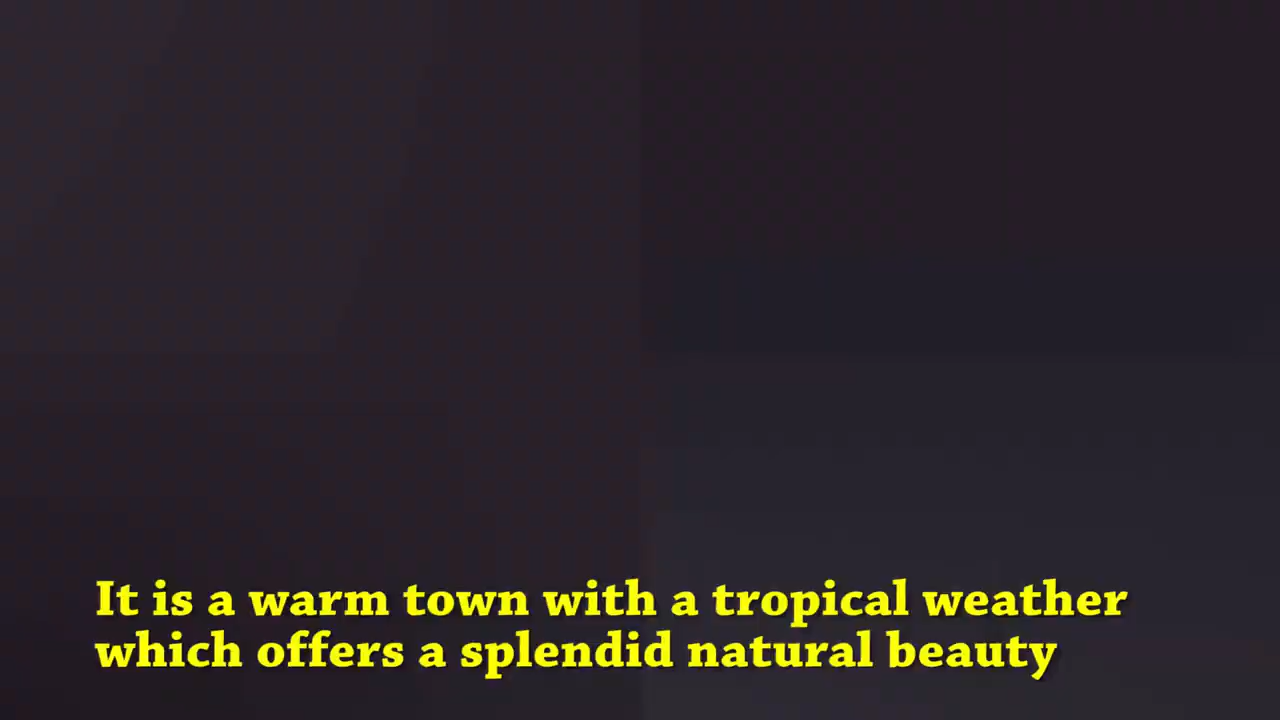 It is a warm town with a tropical weather
which offers a splendid natural beauty